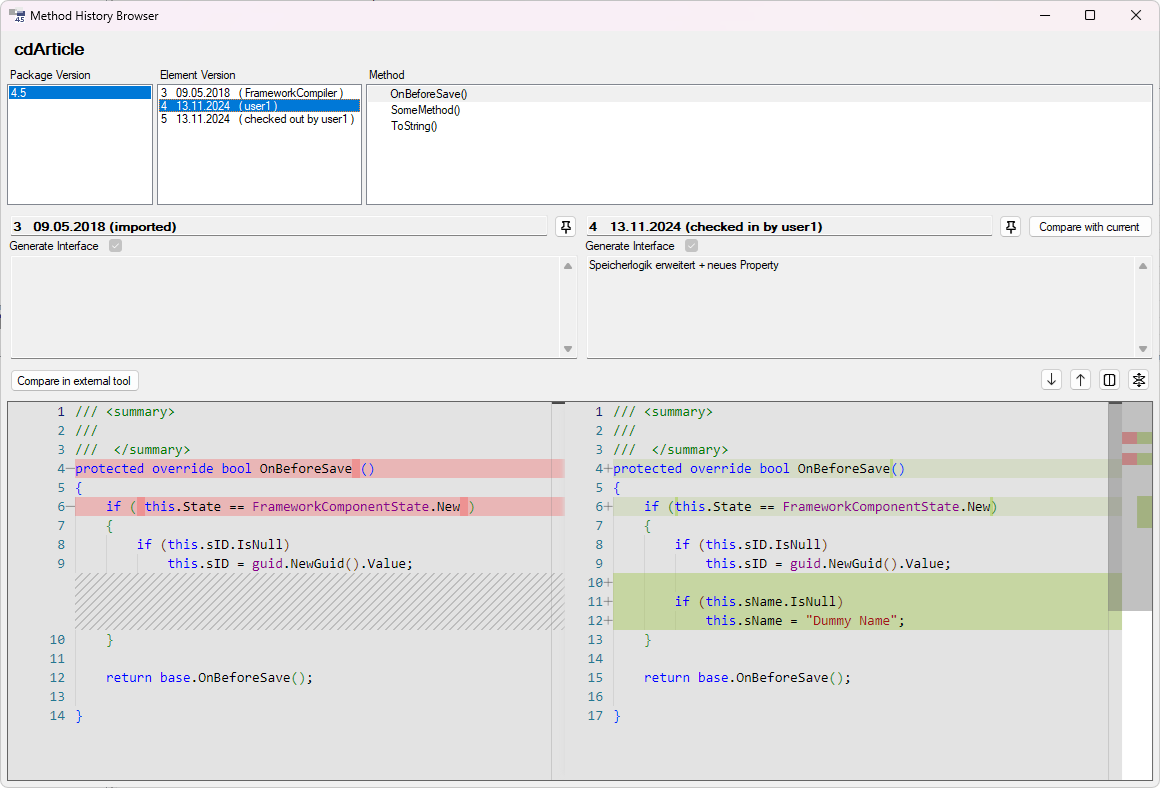 Method History Browser
cdArticle
Package Version
Element Version
Method
4.5
3 09.05.2018 ( FrameworkCompiler )
4 13.11.2024 ( user1 )
5 13.11.2024 ( checked out by user1 )
OnBeforeSave()
SomeMethod()
ToString()
3 09.05.2018 (imported)
Generate Interface
4 13.11.2024 (checked in by user1)
Compare with current
Generate Interface
Speicherlogik erweitert + neues Property
Compare in external tool
1 /// <summary>
2 ///
3 ///  </summary>
4−protected override bool OnBeforeSave ()
5 {
6−    if ( this.State == FrameworkComponentState.New )
7     {
8         if (this.sID.IsNull)
9             this.sID = guid.NewGuid().Value;
10    }
11
12    return base.OnBeforeSave();
13
14 }
1 /// <summary>
2 ///
3 ///  </summary>
4+protected override bool OnBeforeSave()
5 {
6+    if (this.State == FrameworkComponentState.New)
7     {
8         if (this.sID.IsNull)
9             this.sID = guid.NewGuid().Value;
10+
11+        if (this.sName.IsNull)
12+            this.sName = "Dummy Name";
13    }
14
15    return base.OnBeforeSave();
16
17 }